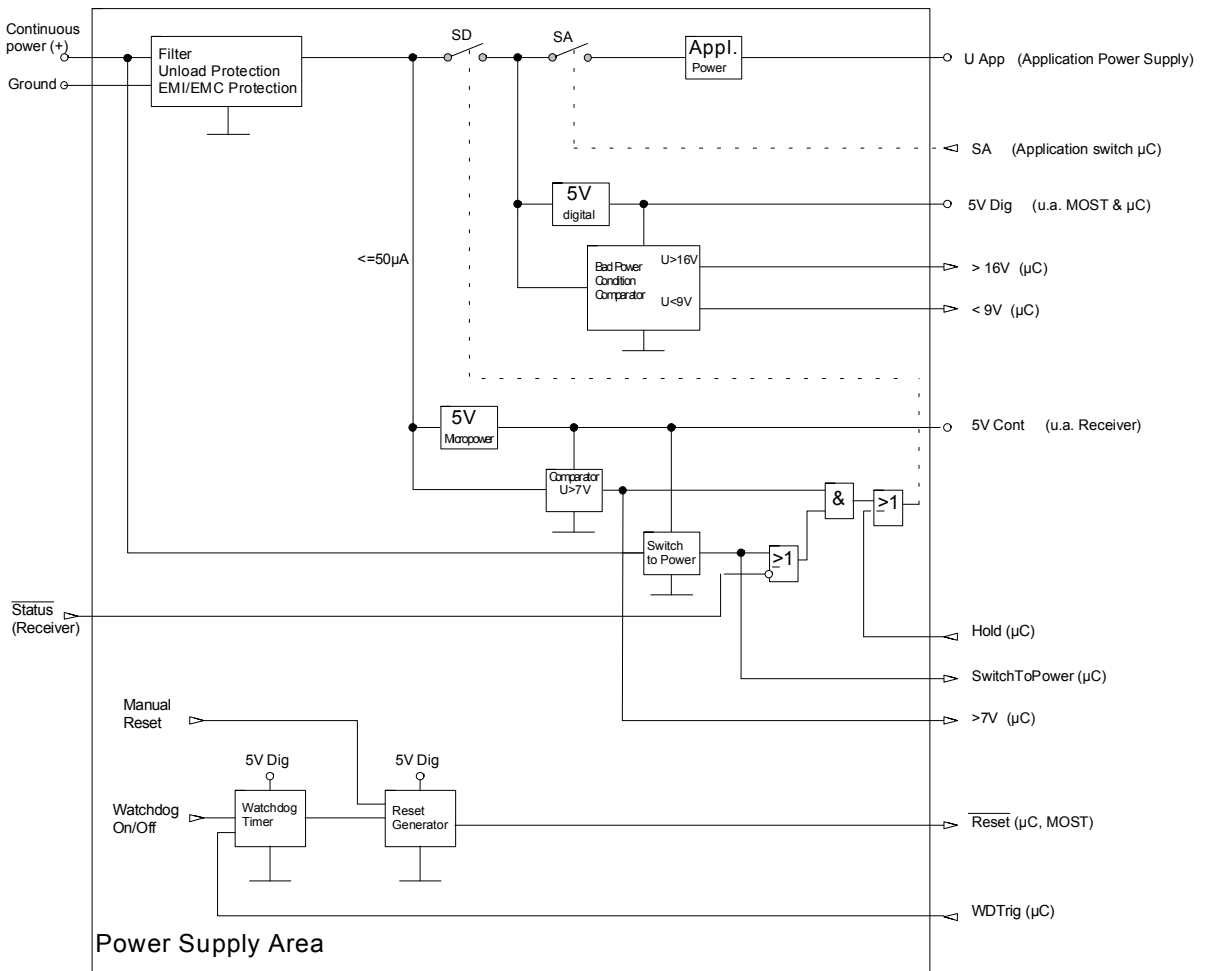 Continuous
power (+)
Ground
Filter
Unload Protection
EMI/EMC Protection
SD
SA
Appl.
Power
U App (Application Power Supply)
SA (Application switch µC)
5V
digital
5V Dig (u.a. MOST & µC)
<=50µA
Bad Power
Condition
Comparator
U>16V
U<9V
> 16V (µC)
< 9V (µC)
5V
Micropower
5V Cont (u.a. Receiver)
Comparator
U>7V
&
≥1
Switch
to Power
≥1
Status
(Receiver)
Hold (µC)
SwitchToPower (µC)
>7V (µC)
Manual
Reset
5V Dig
5V Dig
Watchdog
On/Off
Watchdog
Timer
Reset
Generator
Reset (µC, MOST)
WDTrig (µC)
Power Supply Area